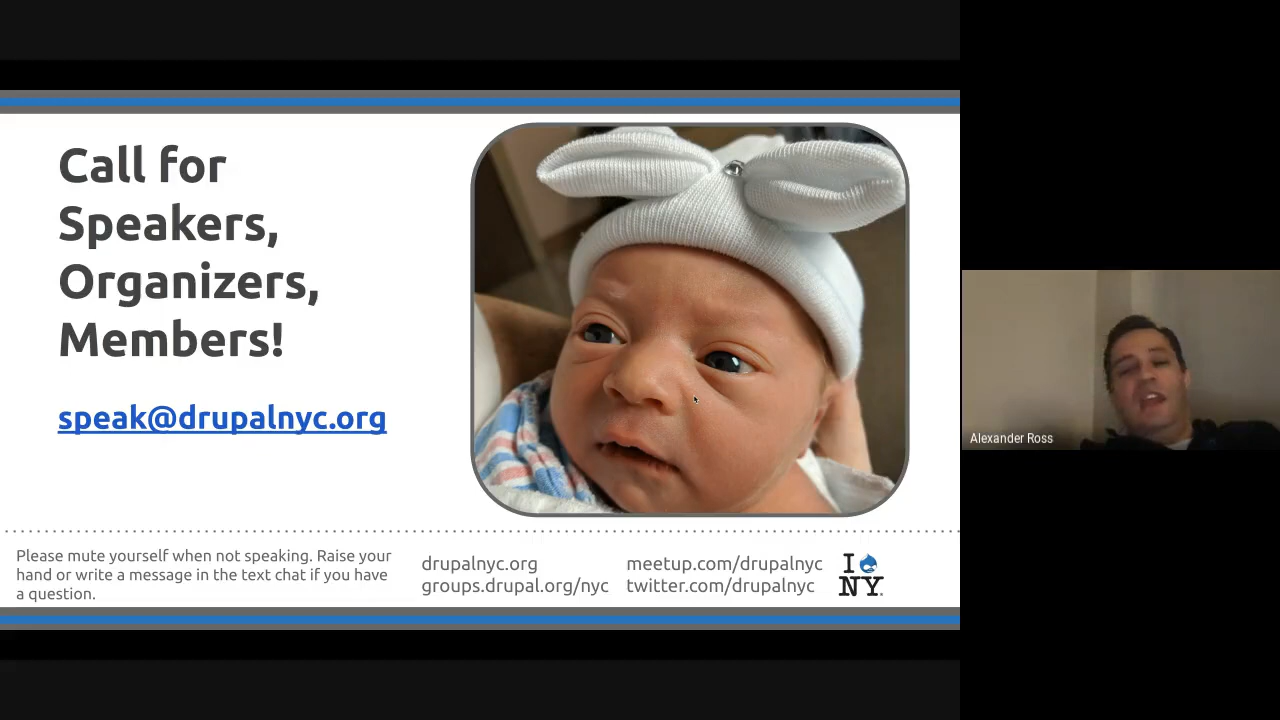 Call for
Speakers,
Organizers,
Members!
speak@drupalnyc.org
Please mute yourself when not speaking. Raise your
hand or write a message in the text chat if you have
a question.
drupalnyc.org
groups.drupal.org/nyc
meetup.com/drupalnyc
twitter.com/drupalnyc
I
NY
Alexander Ross